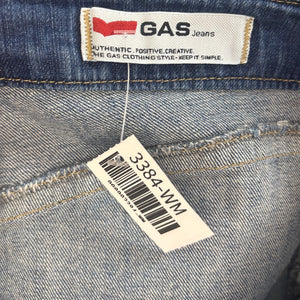 GAS Jeans
AUTHENTIC, POSITIVE, CREATIVE.
THE GAS CLOTHING STYLE - KEEP IT SIMPLE.
3384-WM